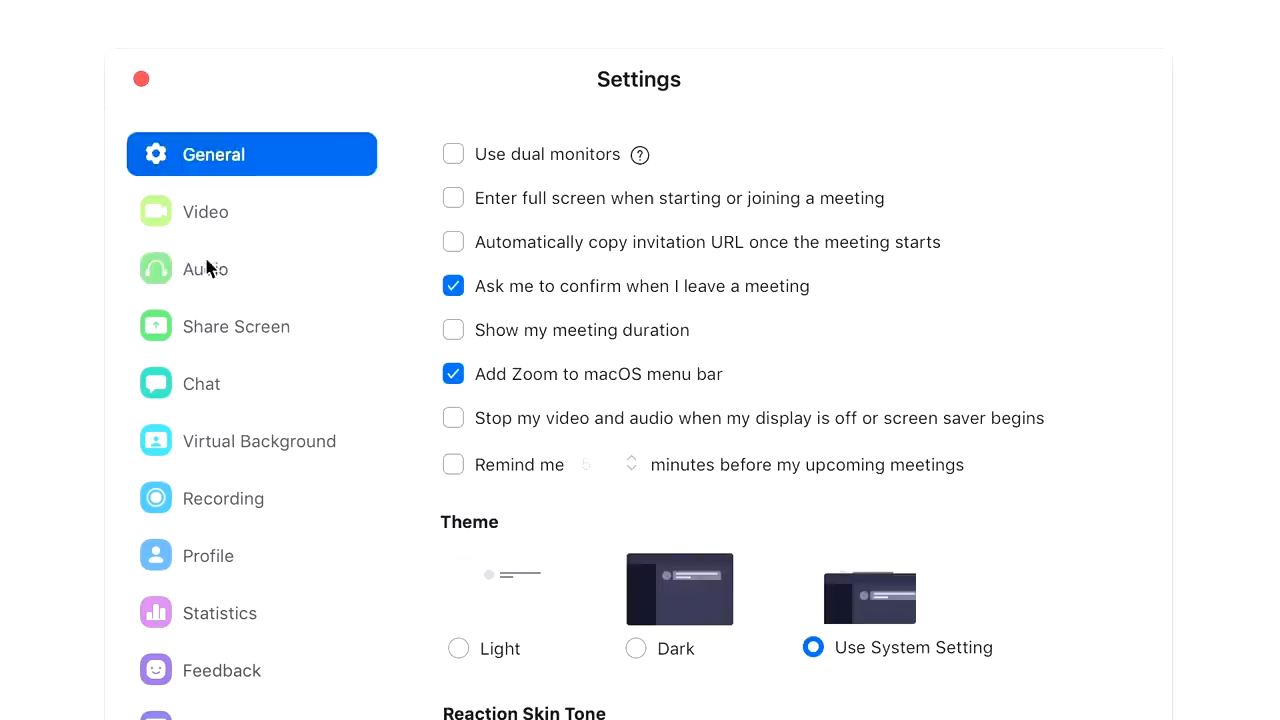 Settings
General
Video
Audio
Share Screen
Chat
Virtual Background
Recording
Profile
Statistics
Feedback
Use dual monitors ?
Enter full screen when starting or joining a meeting
Automatically copy invitation URL once the meeting starts
Ask me to confirm when I leave a meeting
Show my meeting duration
Add Zoom to macOS menu bar
Stop my video and audio when my display is off or screen saver begins
Remind me 5 minutes before my upcoming meetings
Theme
Light
Dark
Use System Setting
Reaction Skin Tone